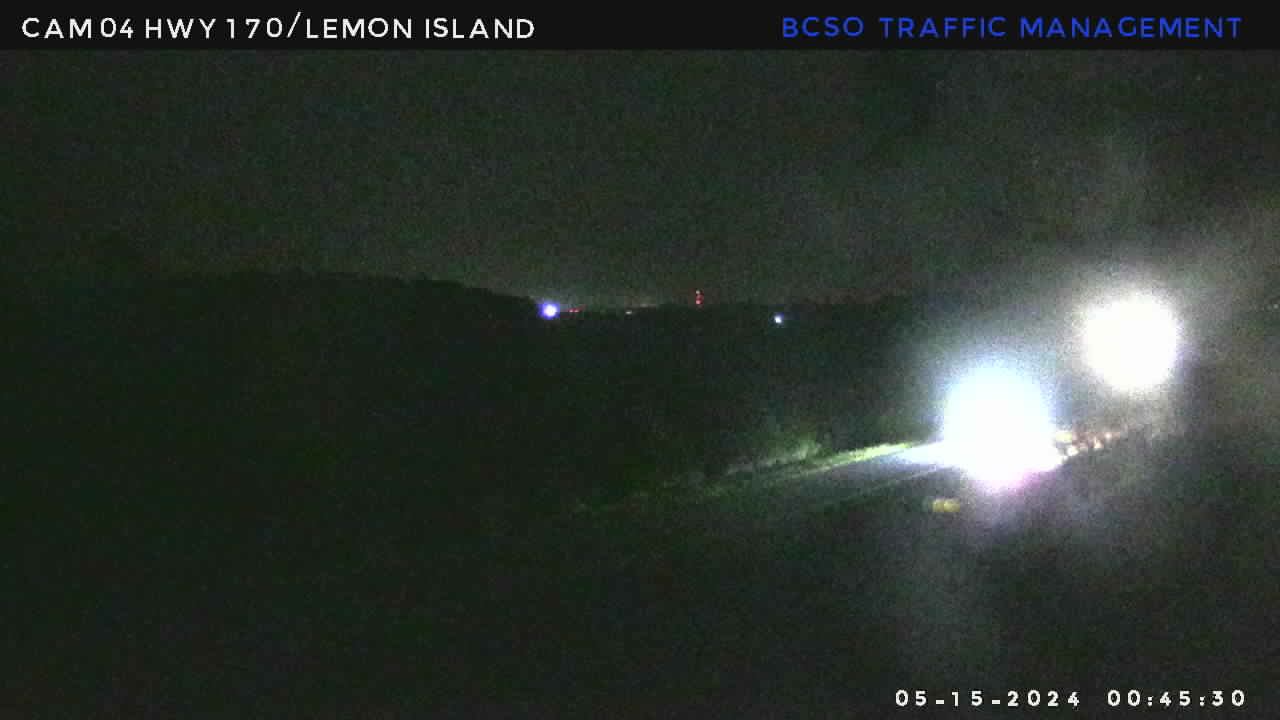 CAM04 HWY 170/LEMON ISLAND
BCSO TRAFFIC MANAGEMENT
05-15-2024 00:45:30